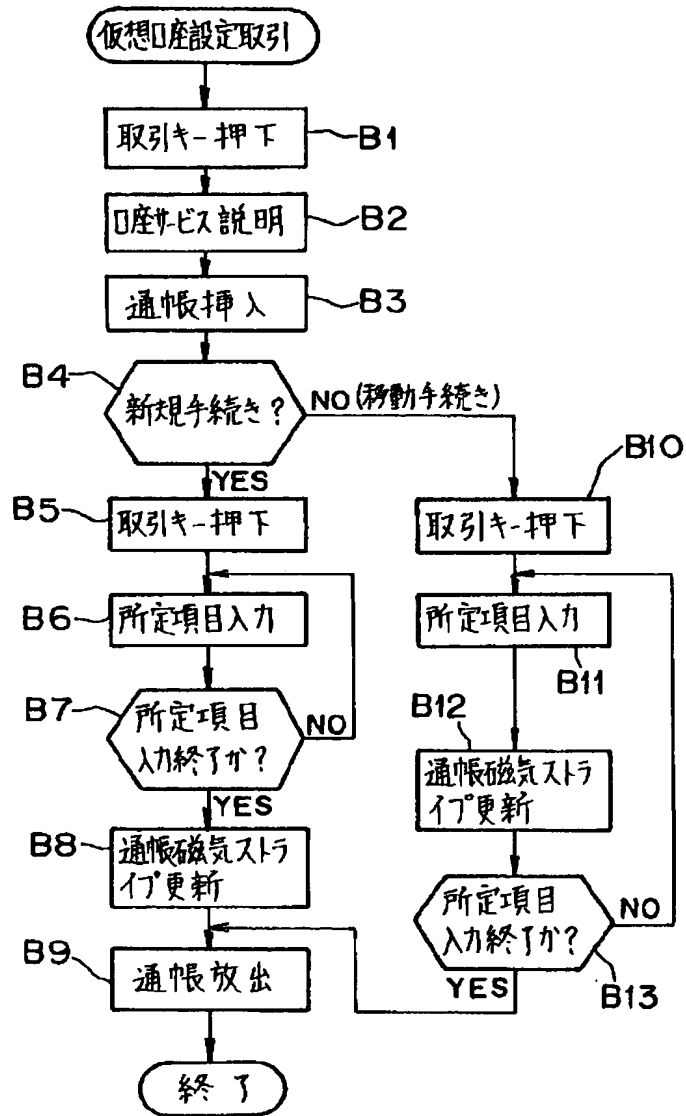 仮想口座設定取引
取引キー押下
B1
口座サービス説明
B2
通帳挿入
B3
B4
新規手続き?
NO(移動手続き)
YES
B5
取引キー押下
B6
所定項目入力
B7
所定項目
入力終了か?
NO
YES
B8
通帳磁気ストラ
イプ更新
B9
通帳放出
終了
B10
取引キー押下
所定項目入力
B11
B12
通帳磁気ストラ
イプ更新
所定項目
入力終了か?
NO
YES
B13